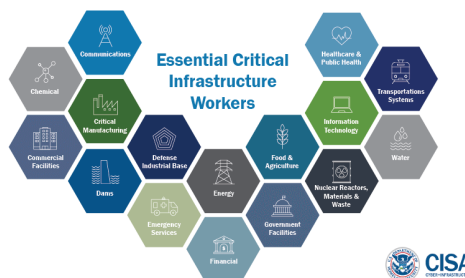 Essential Critical
Infrastructure
Workers
Communications
Healthcare &
Public Health
Chemical
Transportations
Systems
Critical
Manufacturing
Information
Technology
Commercial
Facilities
Defense
Industrial Base
Food &
Agriculture
Water
Dams
Energy
Nuclear Reactors,
Materials &
Waste
Emergency
Services
Government
Facilities
Financial
CISA